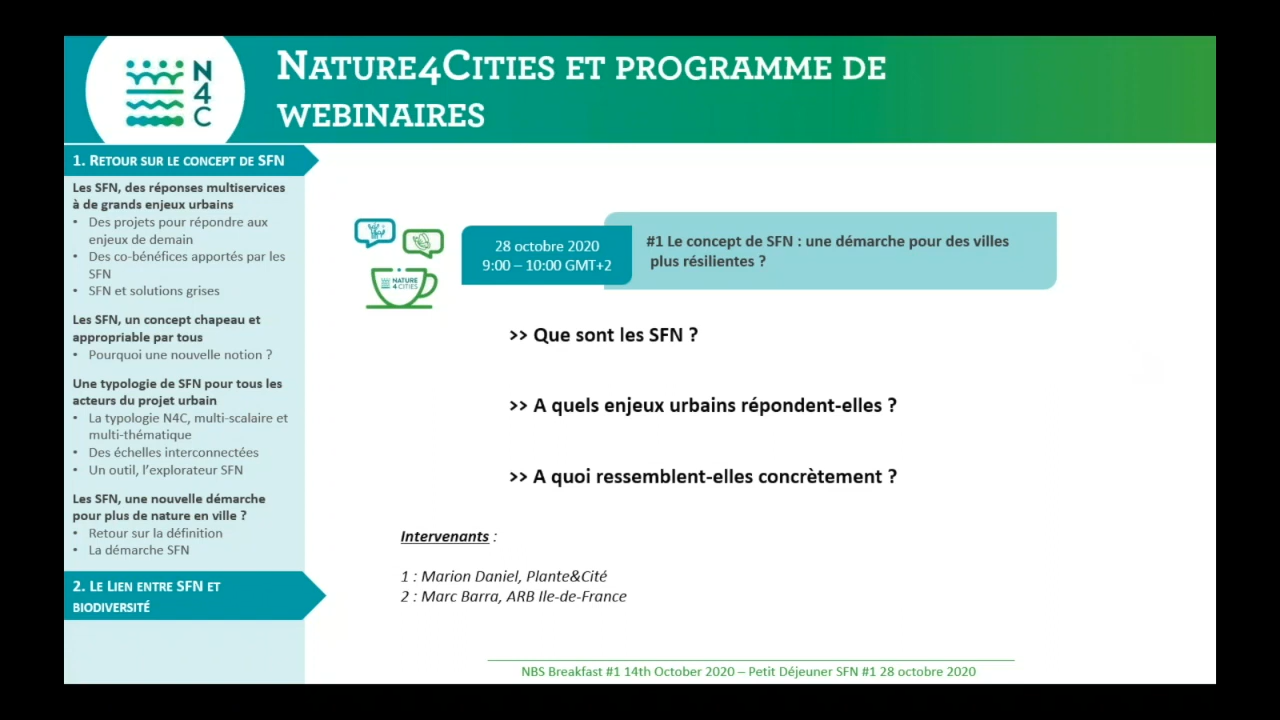 N
4
C
NATURE4CITIES ET PROGRAMME DE
WEBINAIRES
1. RETOUR SUR LE CONCEPT DE SFN
Les SFN, des réponses multiservices
à de grands enjeux urbains
• Des projets pour répondre aux
enjeux de demain
• Des co-bénéfices apportés par les
SFN
• SFN et solutions grises
Les SFN, un concept chapeau et
appropriable par tous
• Pourquoi une nouvelle notion ?
Une typologie de SFN pour tous les
acteurs du projet urbain
• La typologie N4C, multi-scalaire et
multi-thématique
• Des échelles interconnectées
• Un outil, l'explorateur SFN
Les SFN, une nouvelle démarche
pour plus de nature en ville ?
• Retour sur la définition
• La démarche SFN
2. LE LIEN ENTRE SFN ET
BIODIVERSITÉ
NATURE
4 CITIES
28 octobre 2020
9:00 – 10:00 GMT+2
#1 Le concept de SFN : une démarche pour des villes
plus résilientes ?
>> Que sont les SFN ?
>> A quels enjeux urbains répondent-elles ?
>> A quoi ressemblent-elles concrètement ?
Intervenants :
1 : Marion Daniel, Plante&Cité
2 : Marc Barra, ARB Ile-de-France
NBS Breakfast #1 14th October 2020 – Petit Déjeuner SFN #1 28 octobre 2020